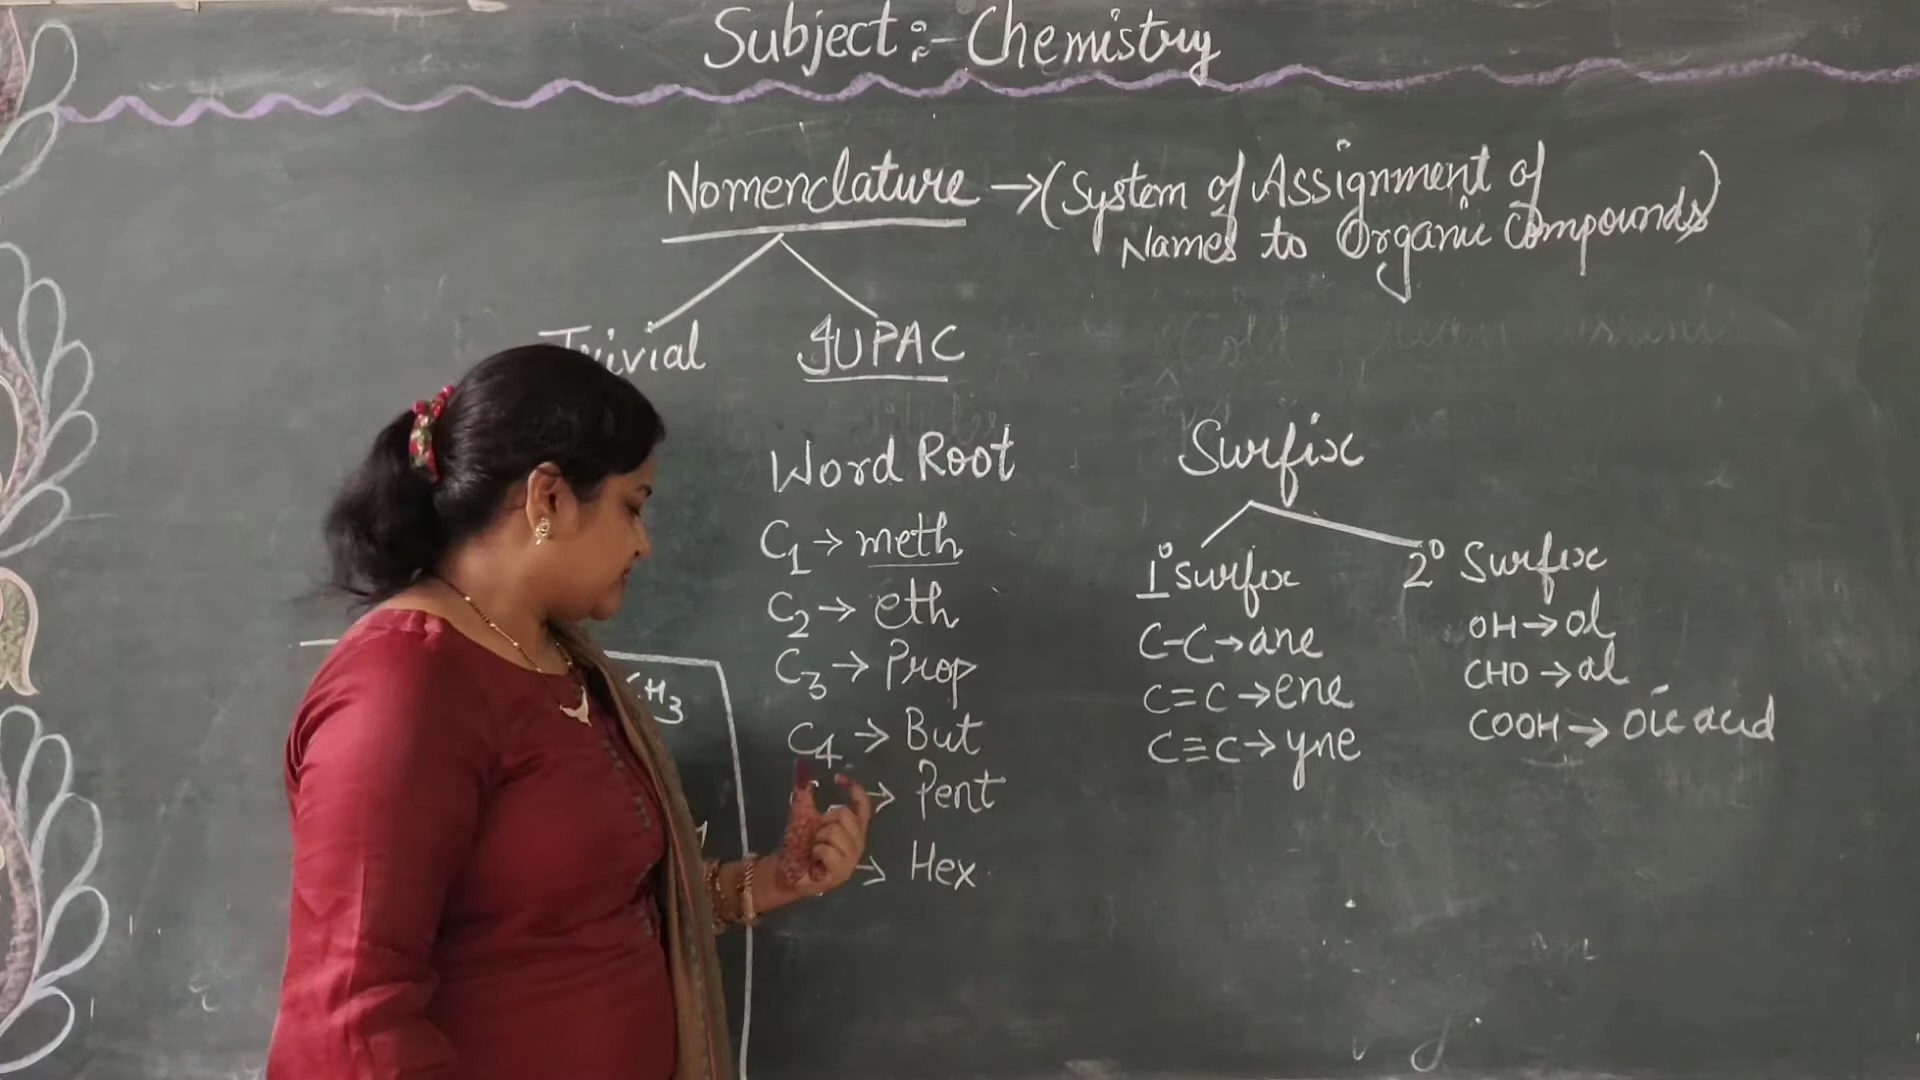 Subject:- Chemistry
Nomenclature → (System of Assignment of
Names to Organic Compounds)
Trivial IUPAC
Word Root
C1 → meth
C2 → eth
C3 → Prop
C4 → But
→ Pent
→ Hex
Surfix
1° surfix
C-C → ane
C=C → ene
C≡C → yne
2° Surfix
OH → ol
CHO → al
COOH → oic acid
CH3